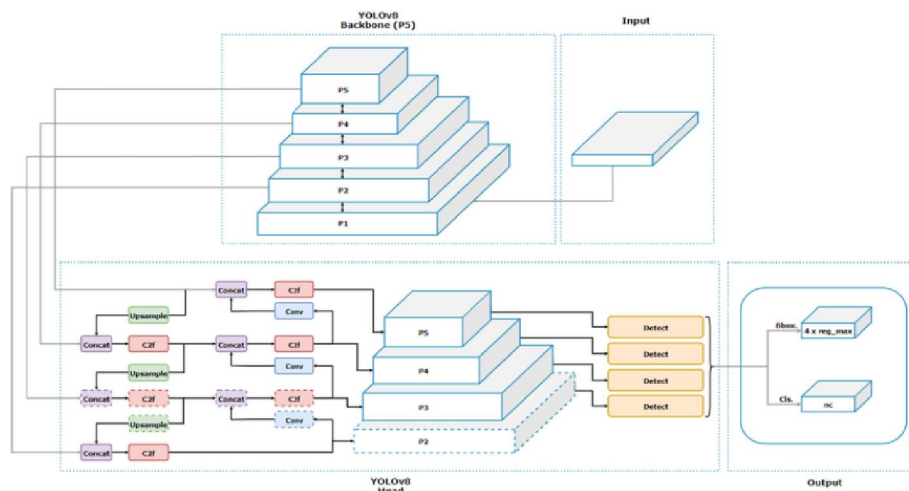 YOLOv8
Backbone (P5)
Input
P5
P4
P3
P2
P1
Concat
C2f
Upsample
Conv
Concat
C2f
Concat
C2f
Upsample
Conv
Concat
C2f
Concat
C2f
Upsample
Conv
Concat
C2f
P5
P4
P3
P2
Detect
Detect
Detect
Detect
Bbox.
4 x reg_max
Cls.
nc
YOLOv8
Head
Output